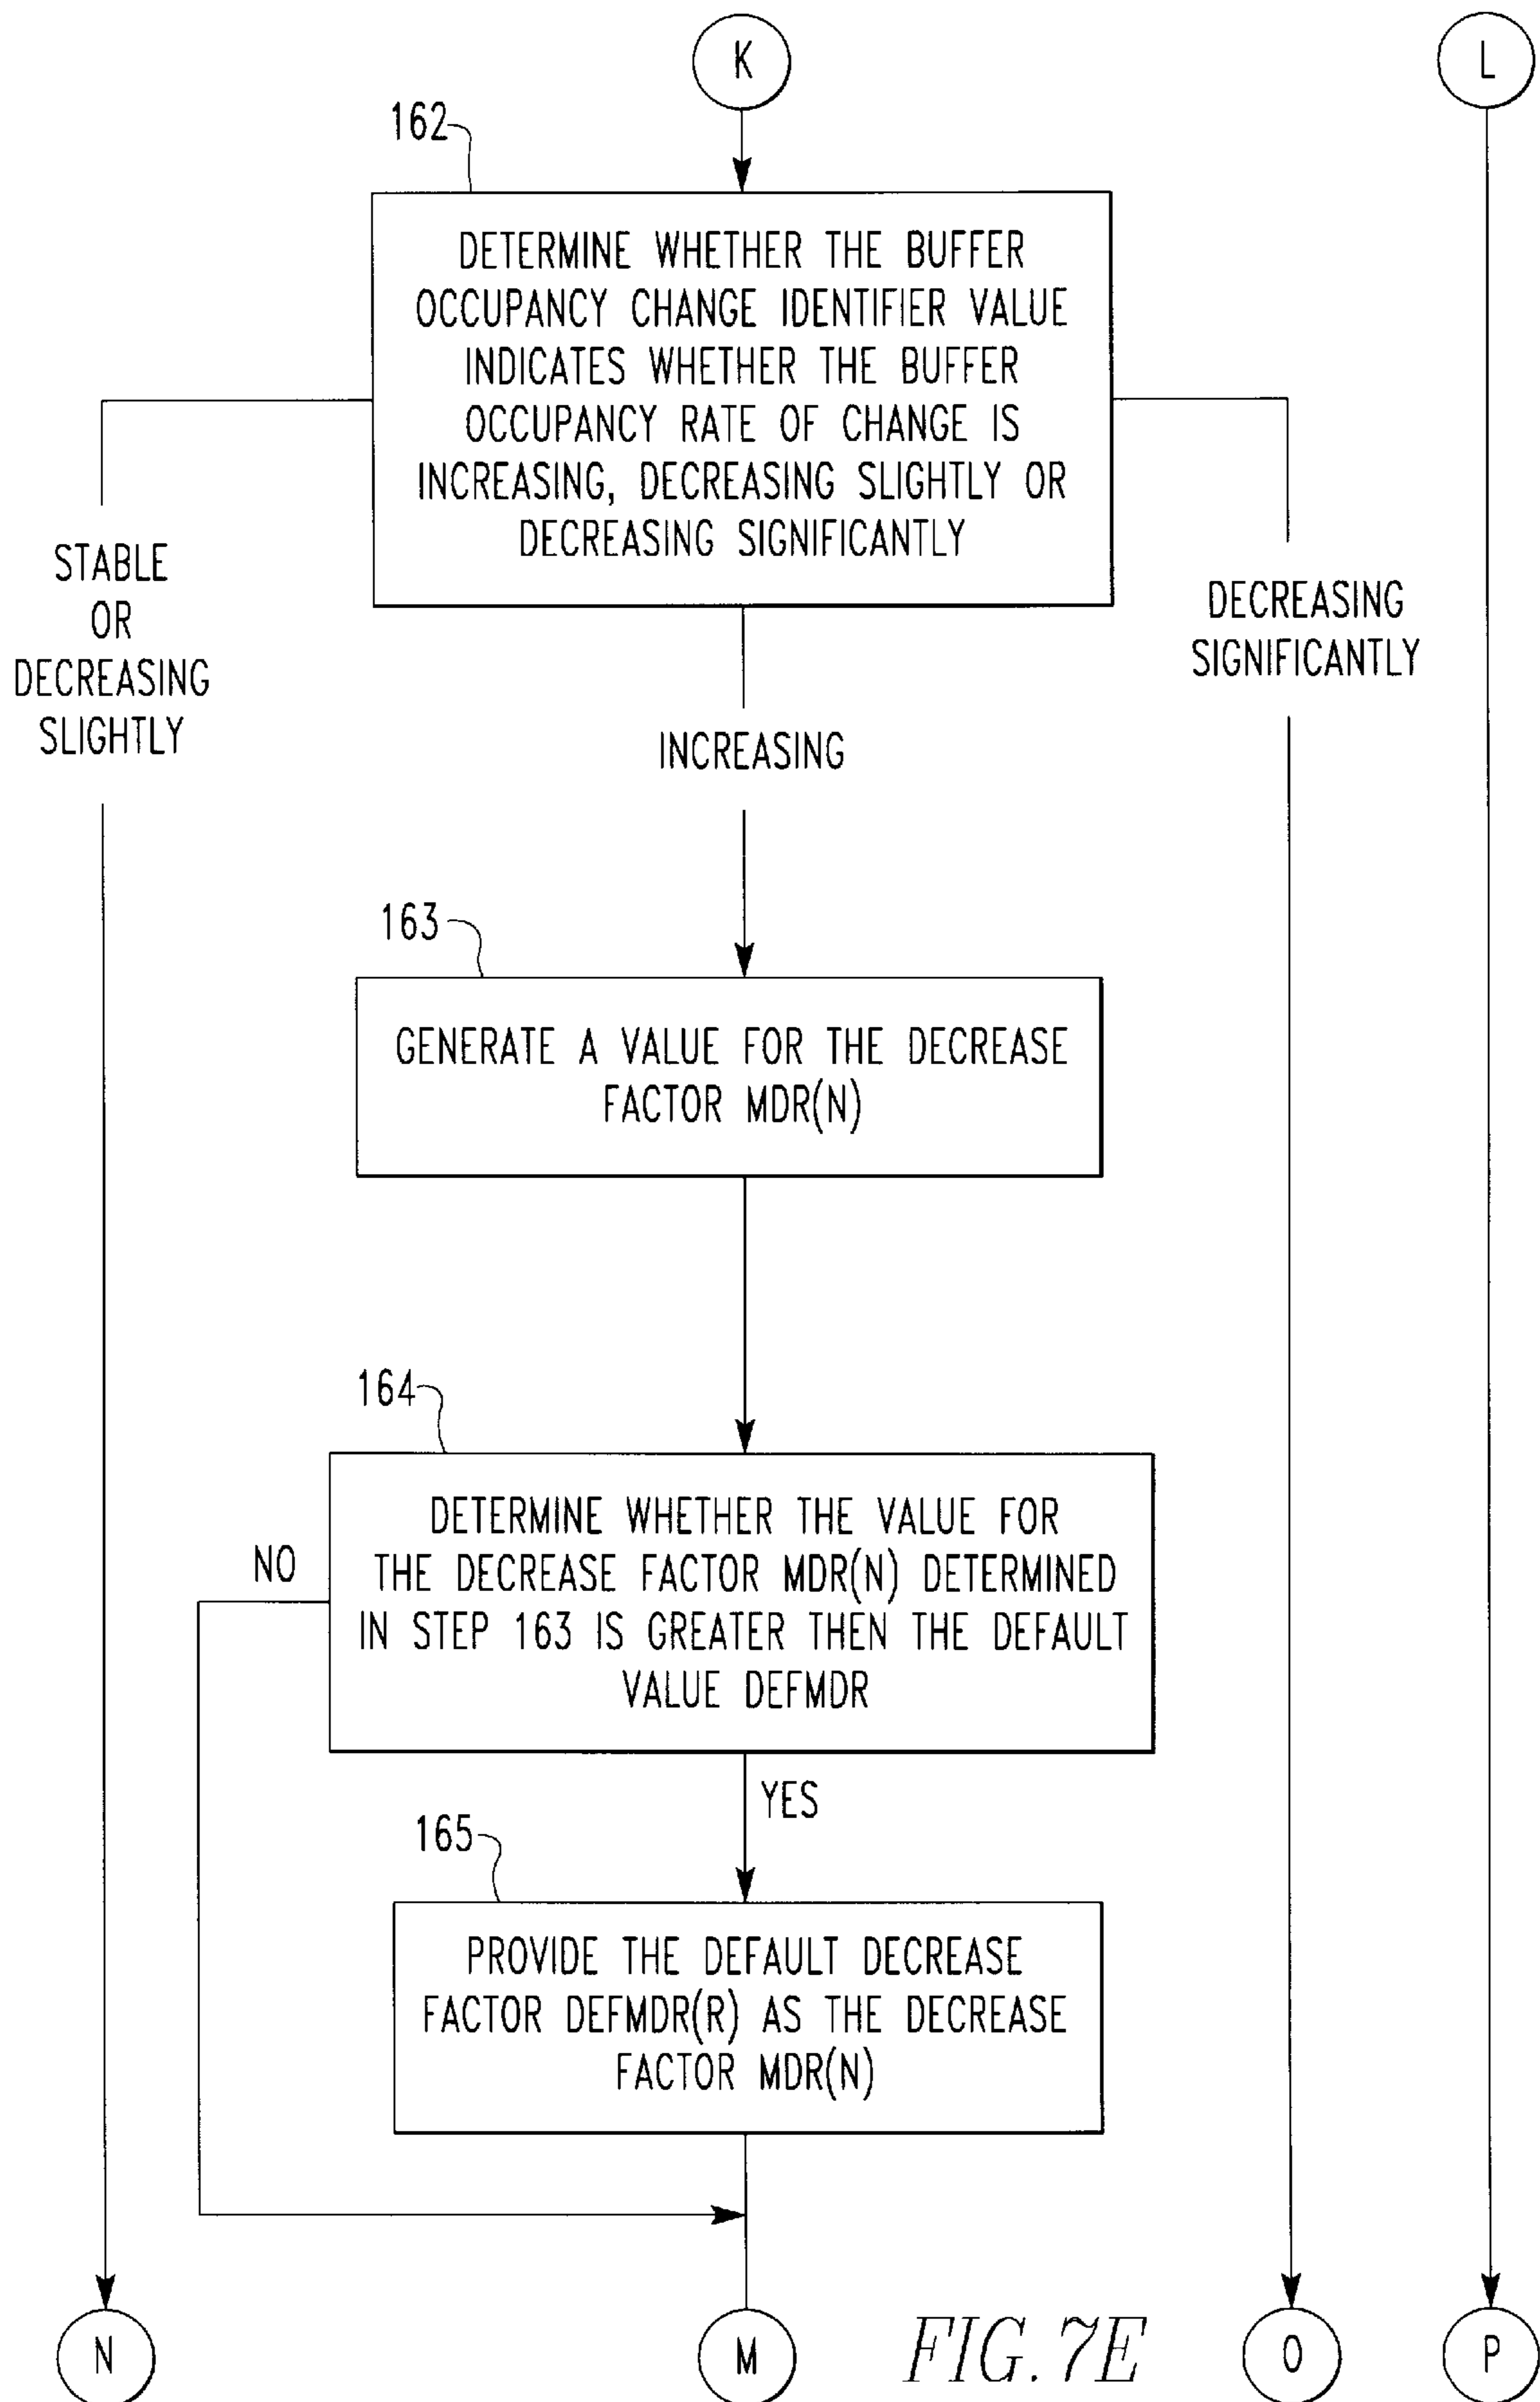 K
L
162
DETERMINE WHETHER THE BUFFER
OCCUPANCY CHANGE IDENTIFIER VALUE
INDICATES WHETHER THE BUFFER
OCCUPANCY RATE OF CHANGE IS
INCREASING, DECREASING SLIGHTLY OR
DECREASING SIGNIFICANTLY
STABLE
OR
DECREASING
SLIGHTLY
DECREASING
SIGNIFICANTLY
INCREASING
163
GENERATE A VALUE FOR THE DECREASE
FACTOR MDR(N)
164
DETERMINE WHETHER THE VALUE FOR
THE DECREASE FACTOR MDR(N) DETERMINED
IN STEP 163 IS GREATER THEN THE DEFAULT
VALUE DEFMDR
NO
YES
165
PROVIDE THE DEFAULT DECREASE
FACTOR DEFMDR(R) AS THE DECREASE
FACTOR MDR(N)
N
M
FIG. 7E
O
P